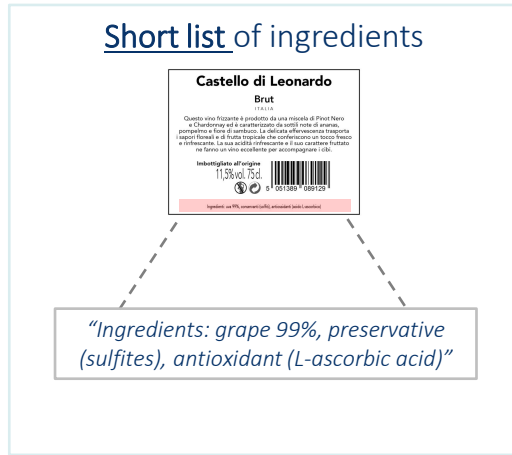 Short list of ingredients
Castello di Leonardo
Brut
ITALIA
Questo vino frizzante è prodotto da una miscela di Pinot Nero
e Chardonnay ed è caratterizzato da sottili note di ananas,
pompelmo e fiore di sambuco. La delicata effervescenza trasporta
i sapori floreali e di frutta tropicale che conferiscono un tocco fresco
e rinfrescante. La sua acidità rinfrescante e il suo carattere fruttato
ne fanno un vino eccellente per accompagnare i cibi.
Imbottigliato all'origine
11,5%vol. 75cl.
5 051389 089129
Ingredienti: uva 99%, conservanti (solfiti), antiossidanti (acido L-ascorbico)
“Ingredients: grape 99%, preservative
(sulfites), antioxidant (L-ascorbic acid)”